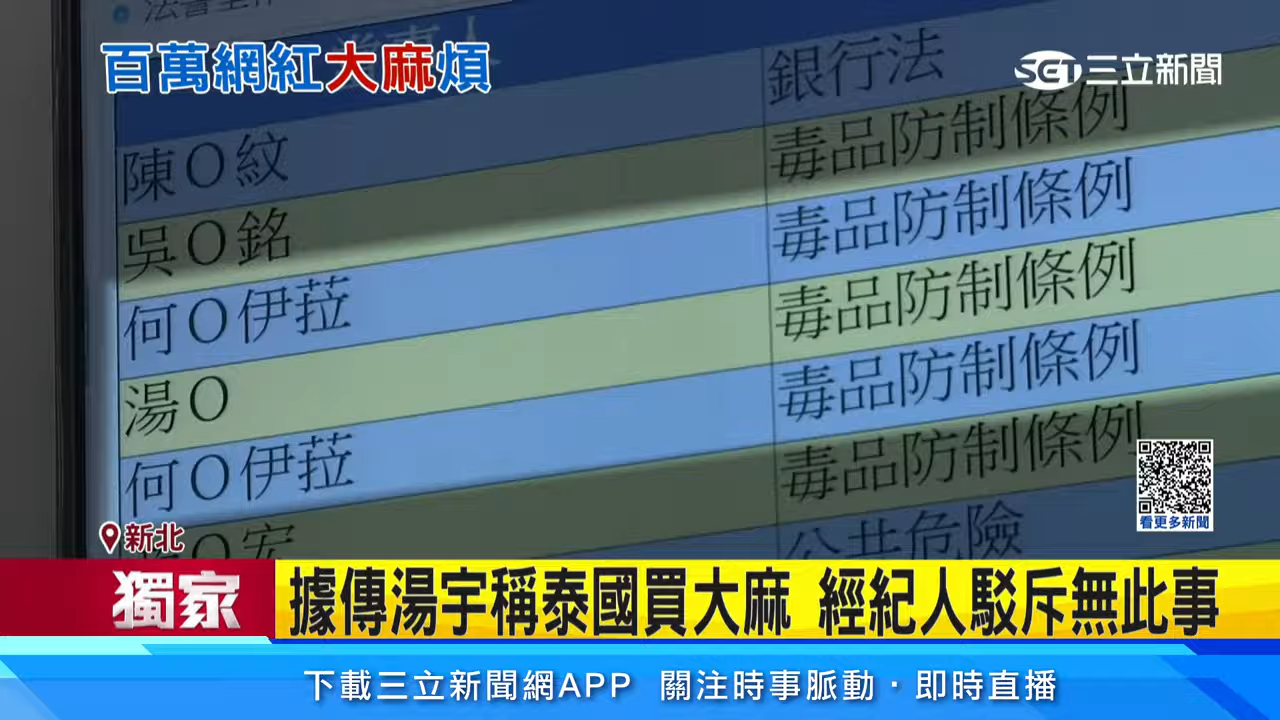 百萬網紅大麻煩
SET三立新聞
銀行法
陳O紋 毒品防制條例
吳O銘 毒品防制條例
何O伊菈 毒品防制條例
湯O 毒品防制條例
何O伊菈 毒品防制條例
O宏 公共危險
看更多新聞
新北
獨家
據傳湯宇稱泰國買大麻 經紀人駁斥無此事
下載三立新聞網APP 關注時事脈動・即時直播